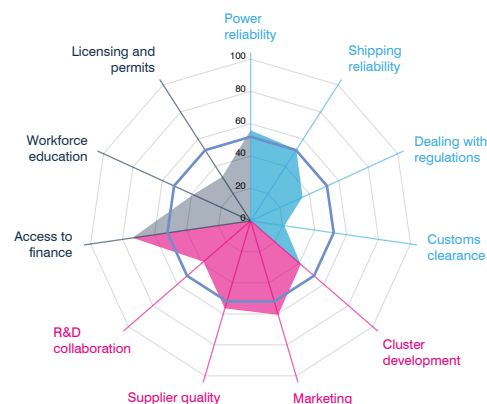 Power
reliability
Shipping
reliability
Dealing with
regulations
Customs
clearance
Cluster
development
Marketing
Supplier quality
R&D
collaboration
Access to
finance
Workforce
education
Licensing and
permits
100
80
60
40
20
0